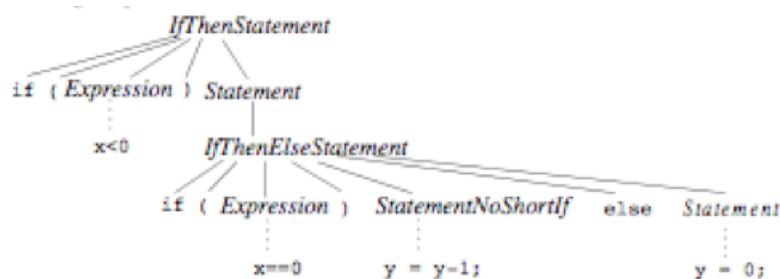 IfThenStatement
if ( Expression ) Statement
x<0
IfThenElseStatement
if ( Expression ) StatementNoShortIf else Statement
x==0 y = y-1; y = 0;